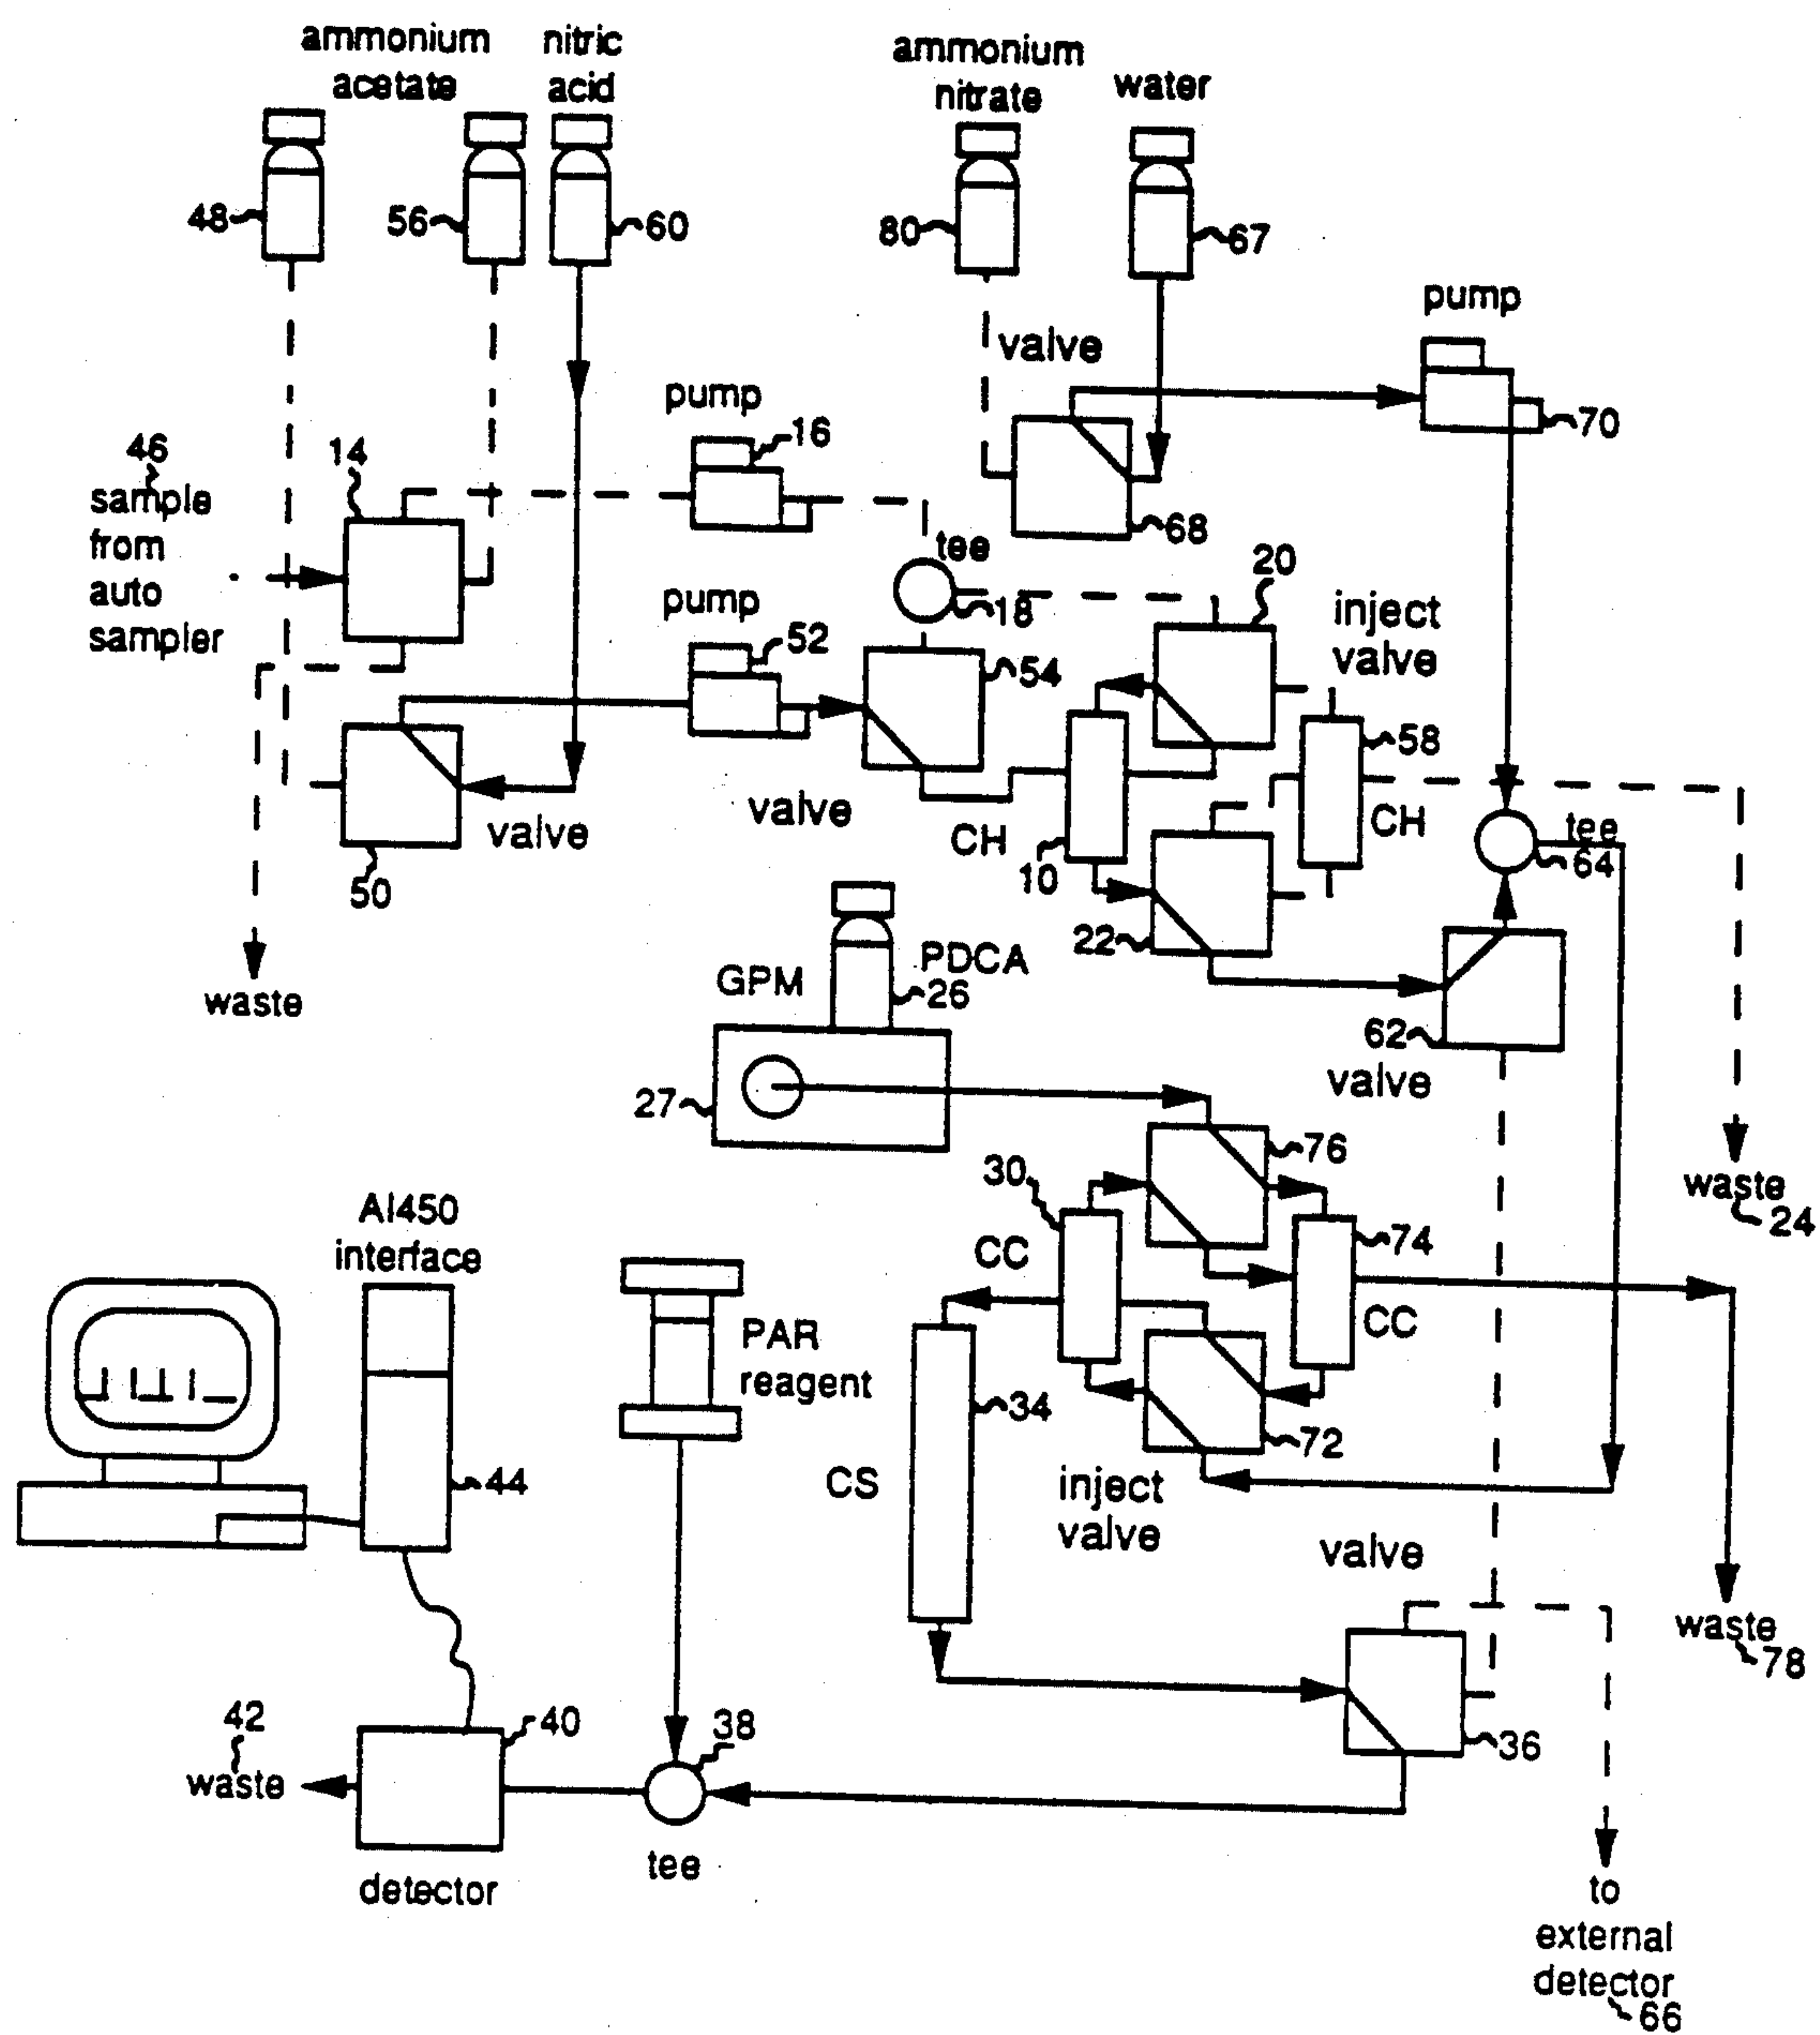 ammonium
acetate
nitric
acid
ammonium
nitrate
water
48
56
60
80
67
pump
valve
70
pump
16
46
14
sample
from
auto
sampler
68
tee
18
20
inject
valve
pump
52
54
58
valve
50
valve
CH
10
CH
tee
64
22
waste
GPM
PDCA
26
62
valve
27
76
30
waste
24
AI450
interface
CC
74
CC
PAR
reagent
34
72
44
CS
inject
valve
valve
waste
78
42
waste
40
38
36
detector
tee
to
external
detector
66